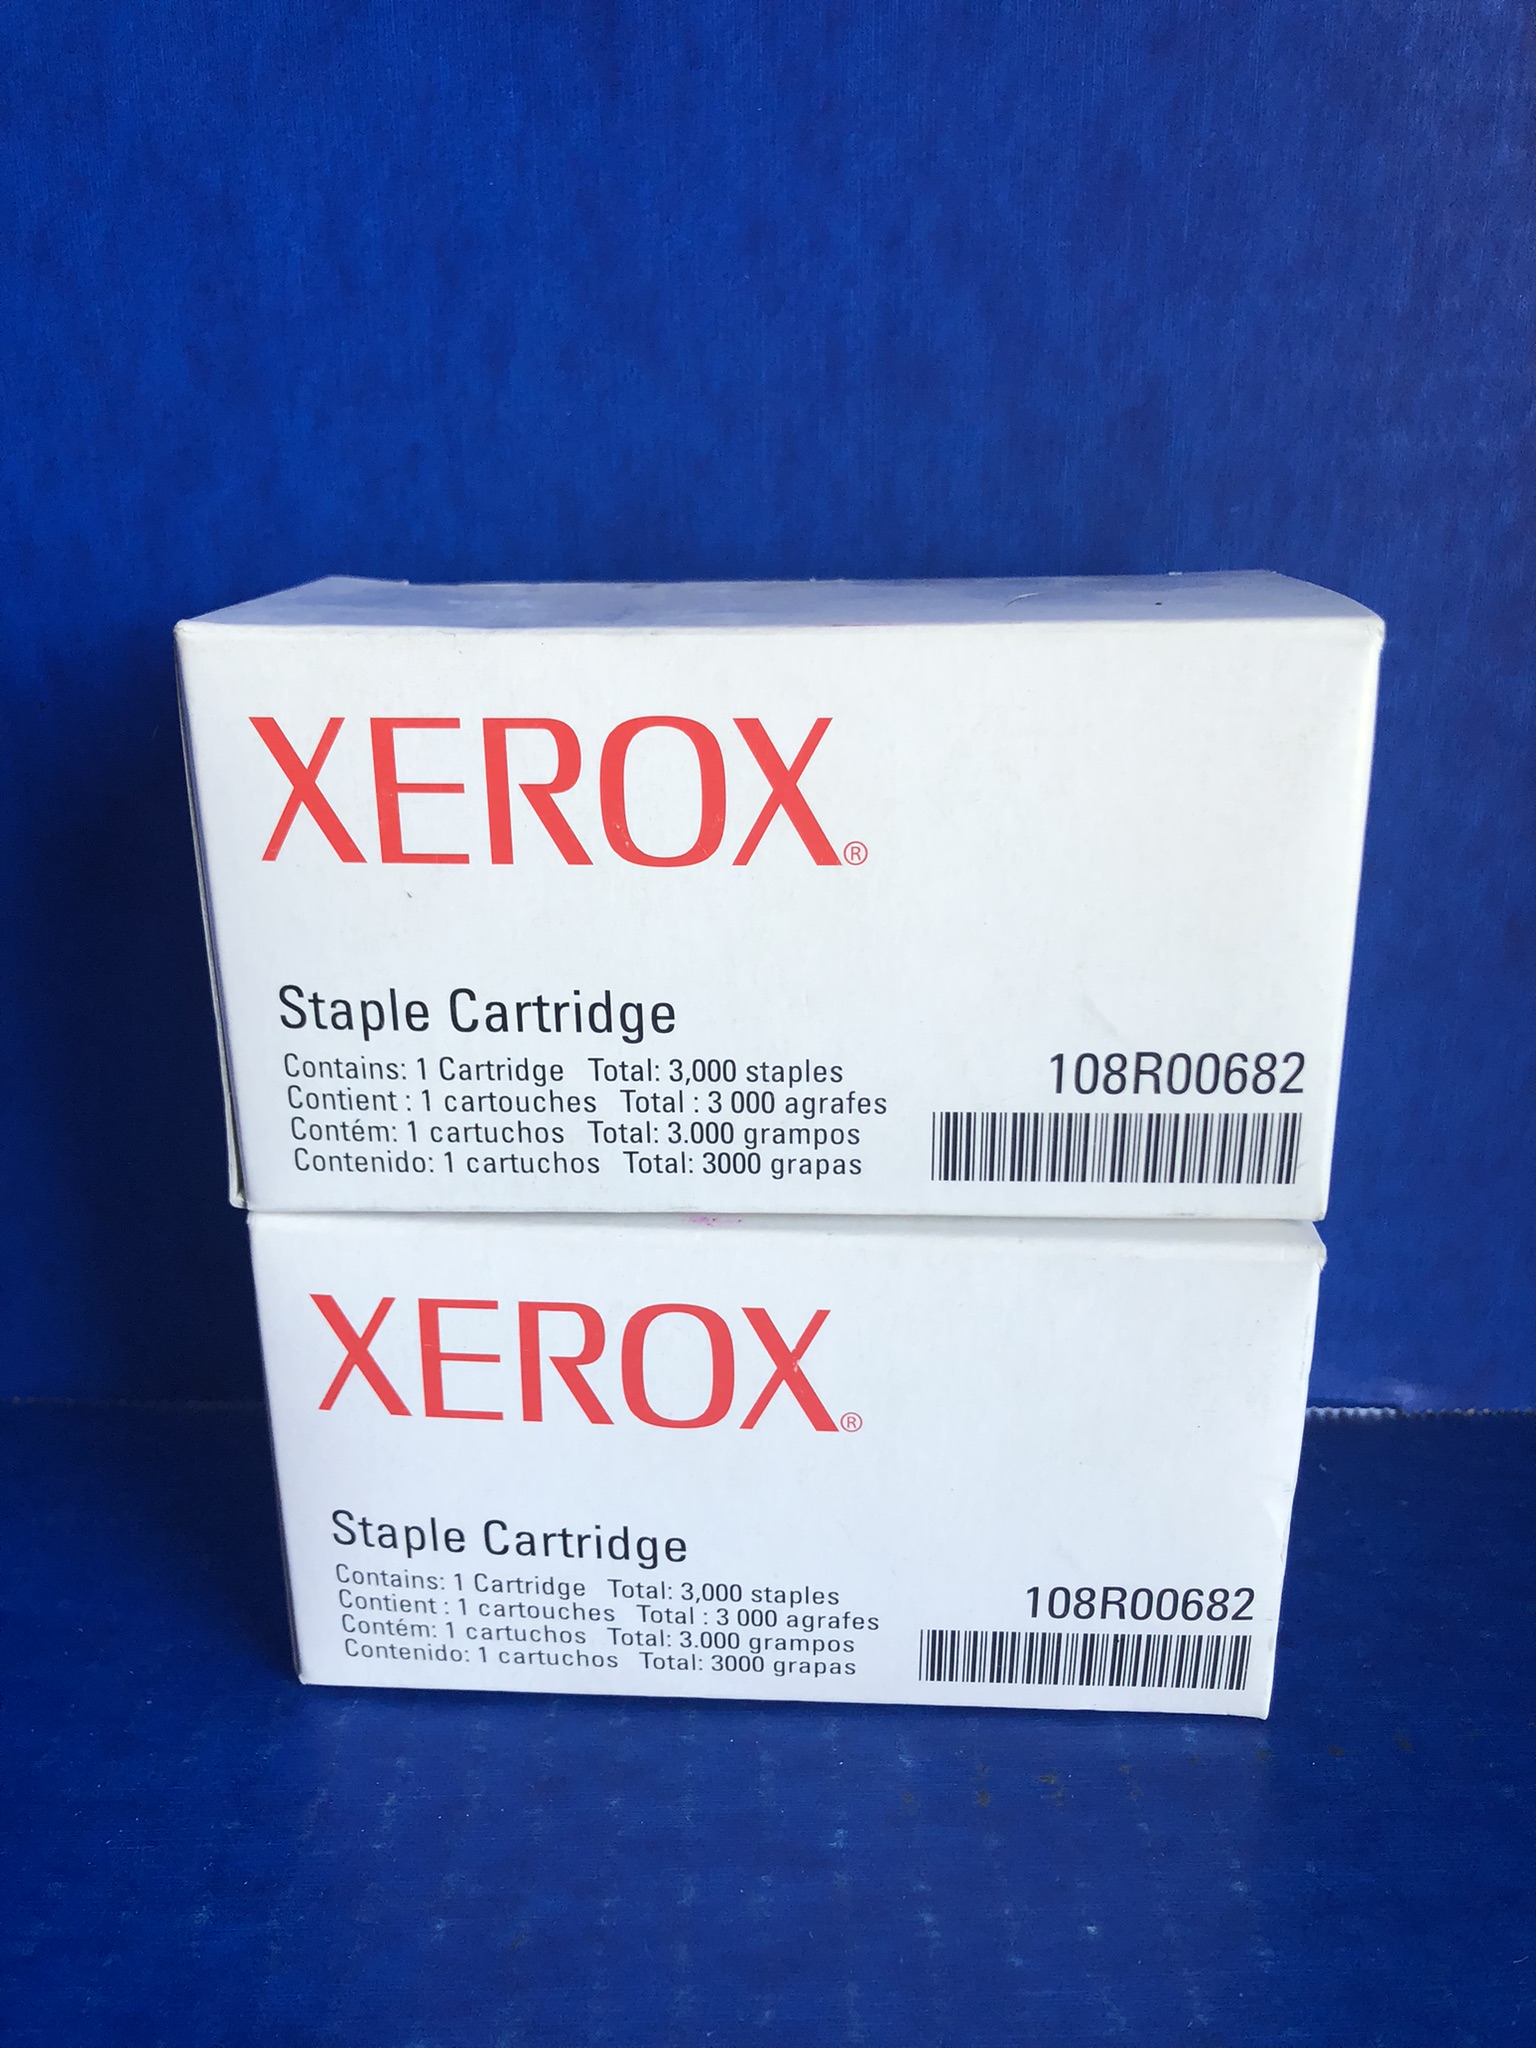 XEROX®
Staple Cartridge
Contains: 1 Cartridge Total: 3,000 staples
Contient : 1 cartouches Total : 3 000 agrafes
Contém: 1 cartuchos Total: 3.000 grampos
Contenido: 1 cartuchos Total: 3000 grapas
108R00682
XEROX®
Staple Cartridge
Contains: 1 Cartridge Total: 3,000 staples
Contient : 1 cartouches Total : 3 000 agrafes
Contém: 1 cartuchos Total: 3.000 grampos
Contenido: 1 cartuchos Total: 3000 grapas
108R00682